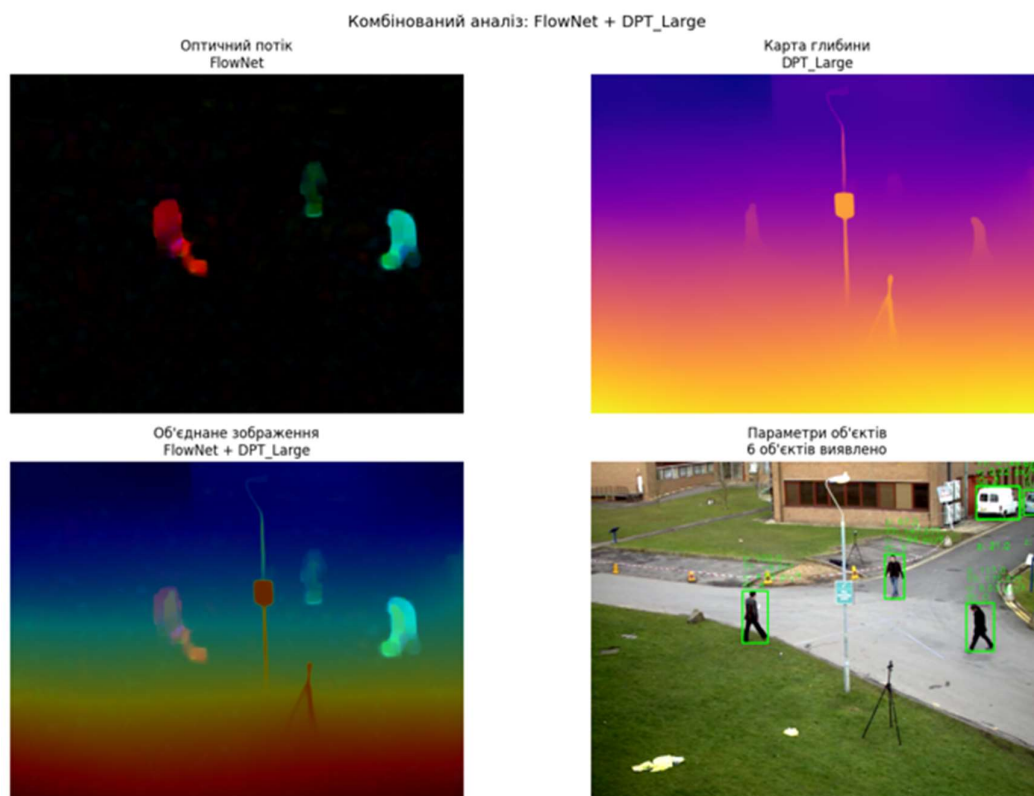 Комбінований аналіз: FlowNet + DPT_Large
Оптичний потік
FlowNet
Карта глибини
DPT_Large
Об'єднане зображення
FlowNet + DPT_Large
Параметри об'єктів
6 об'єктів виявлено